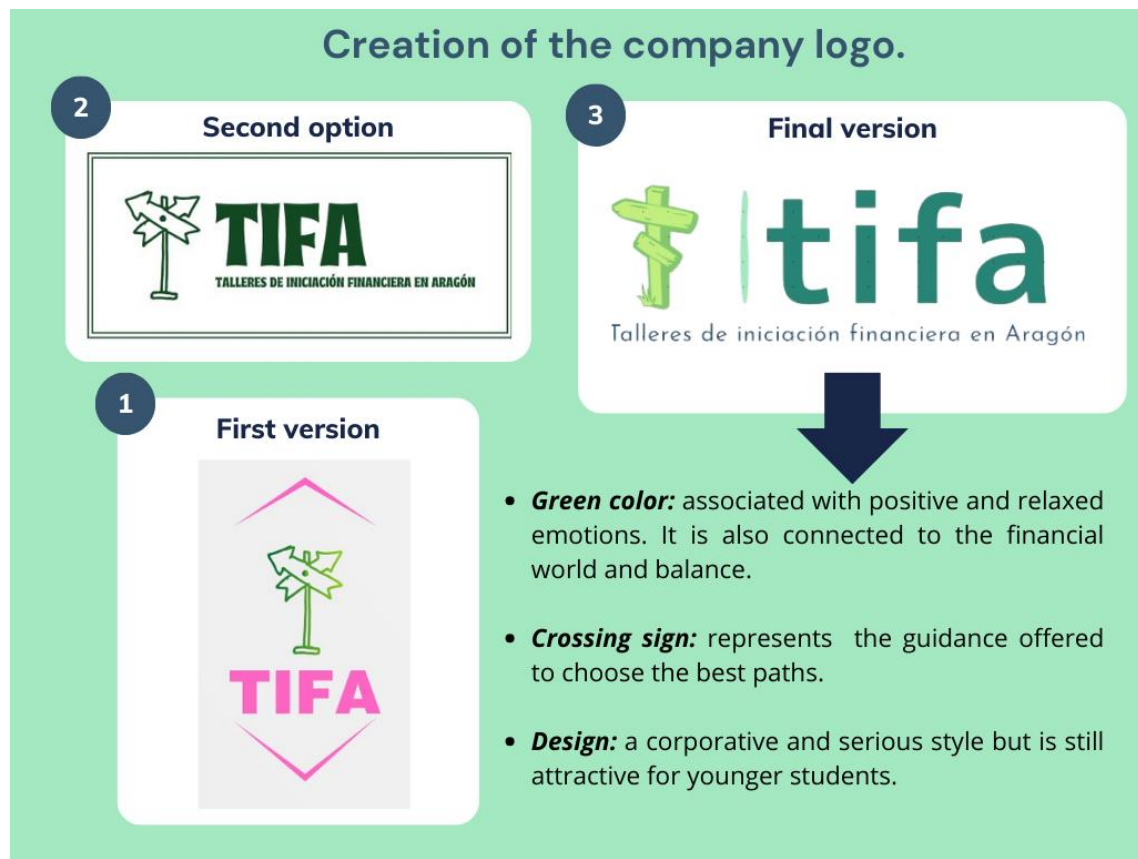 Creation of the company logo.
2
Second option
TIFA
TALLERES DE INICIACIÓN FINANCIERA EN ARAGÓN
3
Final version
tifa
Talleres de iniciación financiera en Aragón
1
First version
TIFA
• Green color: associated with positive and relaxed
emotions. It is also connected to the financial
world and balance.
• Crossing sign: represents the guidance offered
to choose the best paths.
• Design: a corporative and serious style but is still
attractive for younger students.